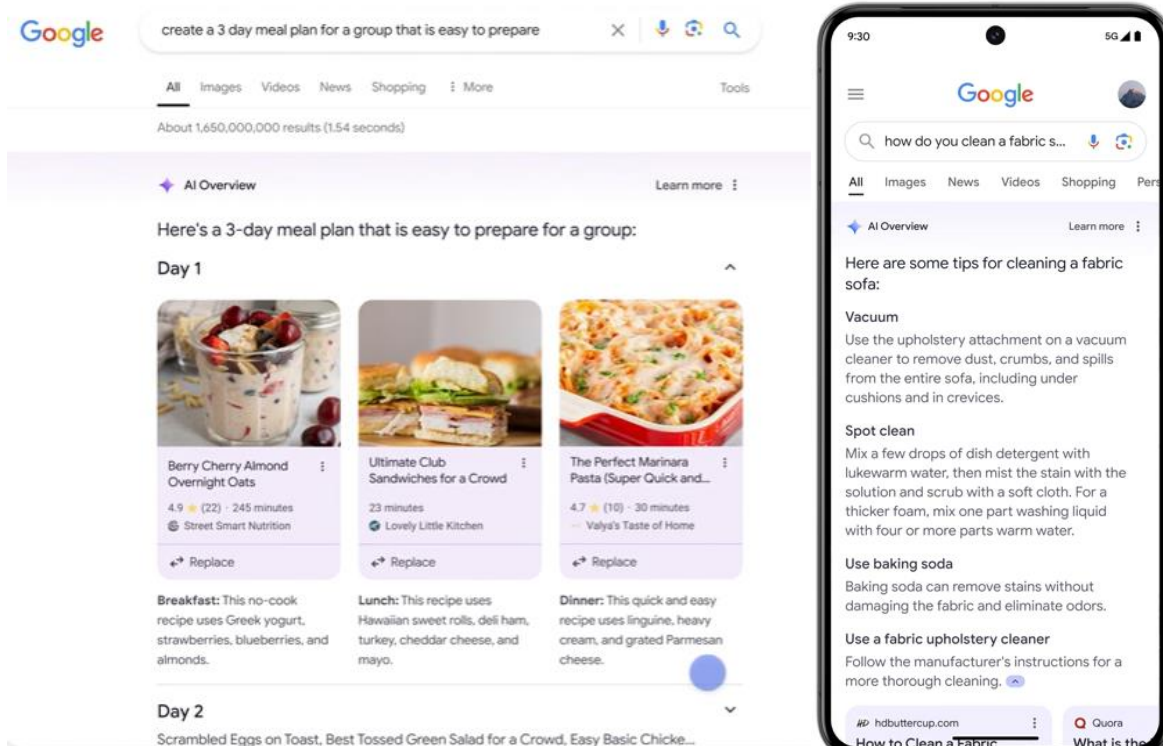 Google
create a 3 day meal plan for a group that is easy to prepare
All Images Videos News Shopping More
Tools
About 1,650,000,000 results (1.54 seconds)
AI Overview
Learn more
Here's a 3-day meal plan that is easy to prepare for a group:
Day 1
Berry Cherry Almond
Overnight Oats
4.9 ★ (22) · 245 minutes
Street Smart Nutrition
Replace
Breakfast: This no-cook
recipe uses Greek yogurt,
strawberries, blueberries, and
almonds.
Ultimate Club
Sandwiches for a Crowd
23 minutes
Lovely Little Kitchen
Replace
Lunch: This recipe uses
Hawaiian sweet rolls, deli ham,
turkey, cheddar cheese, and
mayo.
The Perfect Marinara
Pasta (Super Quick and...
4.7 ★ (10) · 30 minutes
Valya's Taste of Home
Replace
Dinner: This quick and easy
recipe uses linguine, heavy
cream, and grated Parmesan
cheese.
Day 2
Scrambled Eggs on Toast, Best Tossed Green Salad for a Crowd, Easy Basic Chicke...
9:30
5G
Google
how do you clean a fabric s...
All Images News Videos Shopping Pers
AI Overview
Learn more
Here are some tips for cleaning a fabric
sofa:
Vacuum
Use the upholstery attachment on a vacuum
cleaner to remove dust, crumbs, and spills
from the entire sofa, including under
cushions and in crevices.
Spot clean
Mix a few drops of dish detergent with
lukewarm water, then mist the stain with the
solution and scrub with a soft cloth. For a
thicker foam, mix one part washing liquid
with four or more parts warm water.
Use baking soda
Baking soda can remove stains without
damaging the fabric and eliminate odors.
Use a fabric upholstery cleaner
Follow the manufacturer's instructions for a
more thorough cleaning.
hdbuttercup.com
How to Clean a Fabric
Quora
What is the